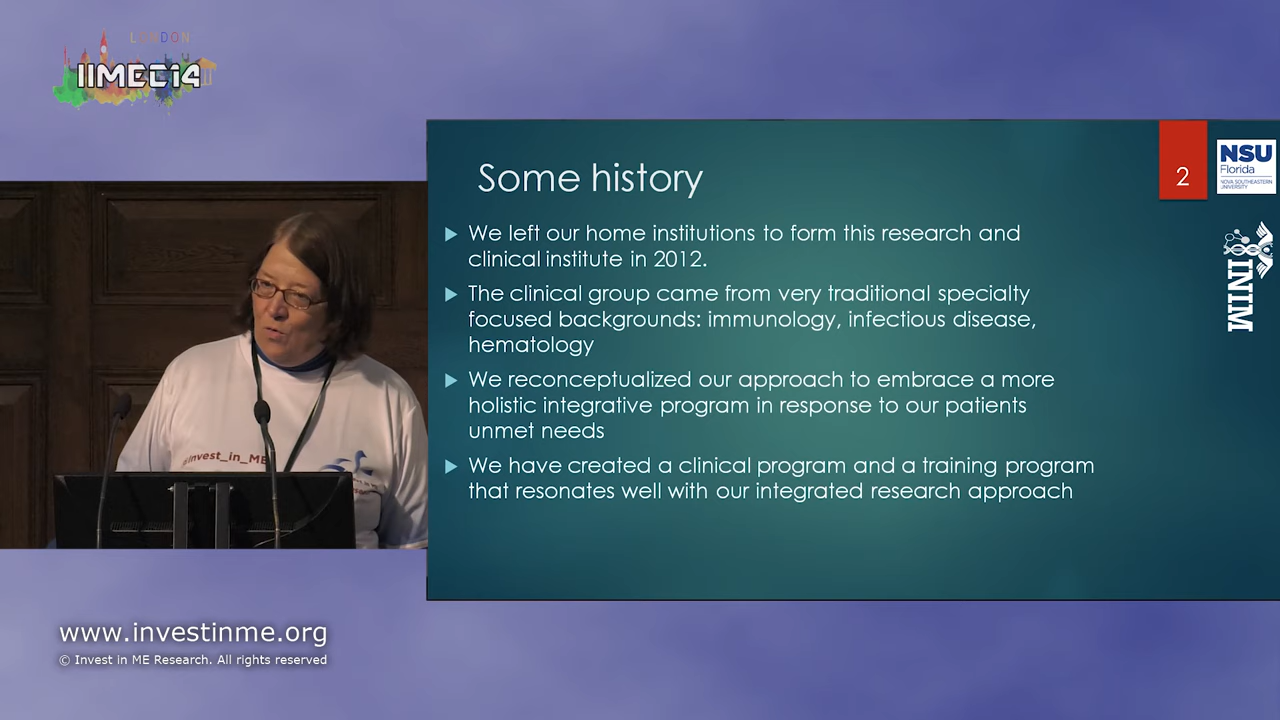 LONDON
IIMEC14
Some history
2
NSU
Florida
NOVA SOUTHEASTERN
UNIVERSITY
INIM
We left our home institutions to form this research and
clinical institute in 2012.
The clinical group came from very traditional specialty
focused backgrounds: immunology, infectious disease,
hematology
We reconceptualized our approach to embrace a more
holistic integrative program in response to our patients
unmet needs
We have created a clinical program and a training program
that resonates well with our integrated research approach
invest_in_ME
www.investinme.org
© Invest in ME Research. All rights reserved